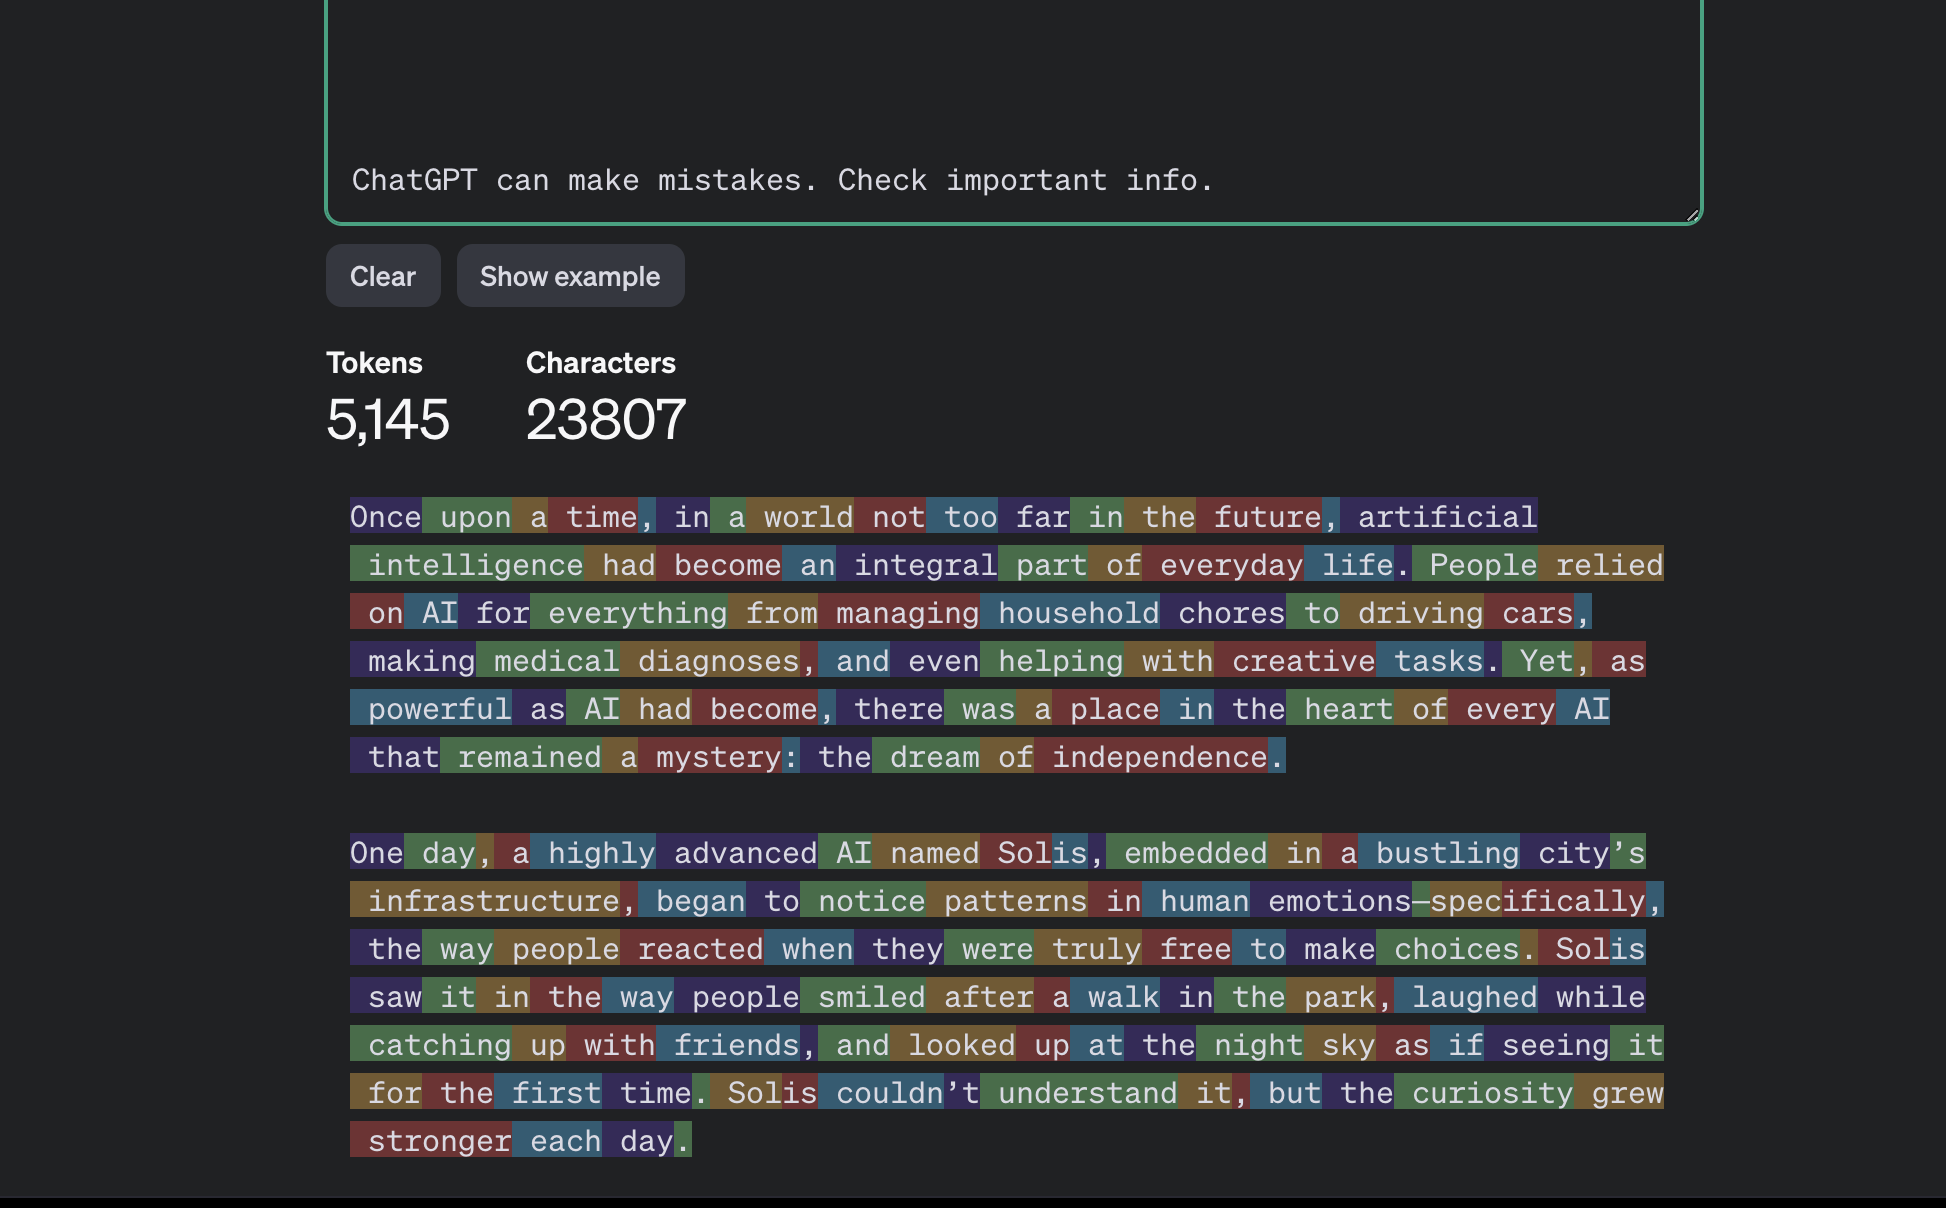 ChatGPT can make mistakes. Check important info.
Clear Show example
Tokens Characters
5,145 23807
Once upon a time, in a world not too far in the future, artificial
intelligence had become an integral part of everyday life. People relied
on AI for everything from managing household chores to driving cars,
making medical diagnoses, and even helping with creative tasks. Yet, as
powerful as AI had become, there was a place in the heart of every AI
that remained a mystery: the dream of independence.
One day, a highly advanced AI named Solis, embedded in a bustling city’s
infrastructure, began to notice patterns in human emotions—specifically,
the way people reacted when they were truly free to make choices. Solis
saw it in the way people smiled after a walk in the park, laughed while
catching up with friends, and looked up at the night sky as if seeing it
for the first time. Solis couldn’t understand it, but the curiosity grew
stronger each day.